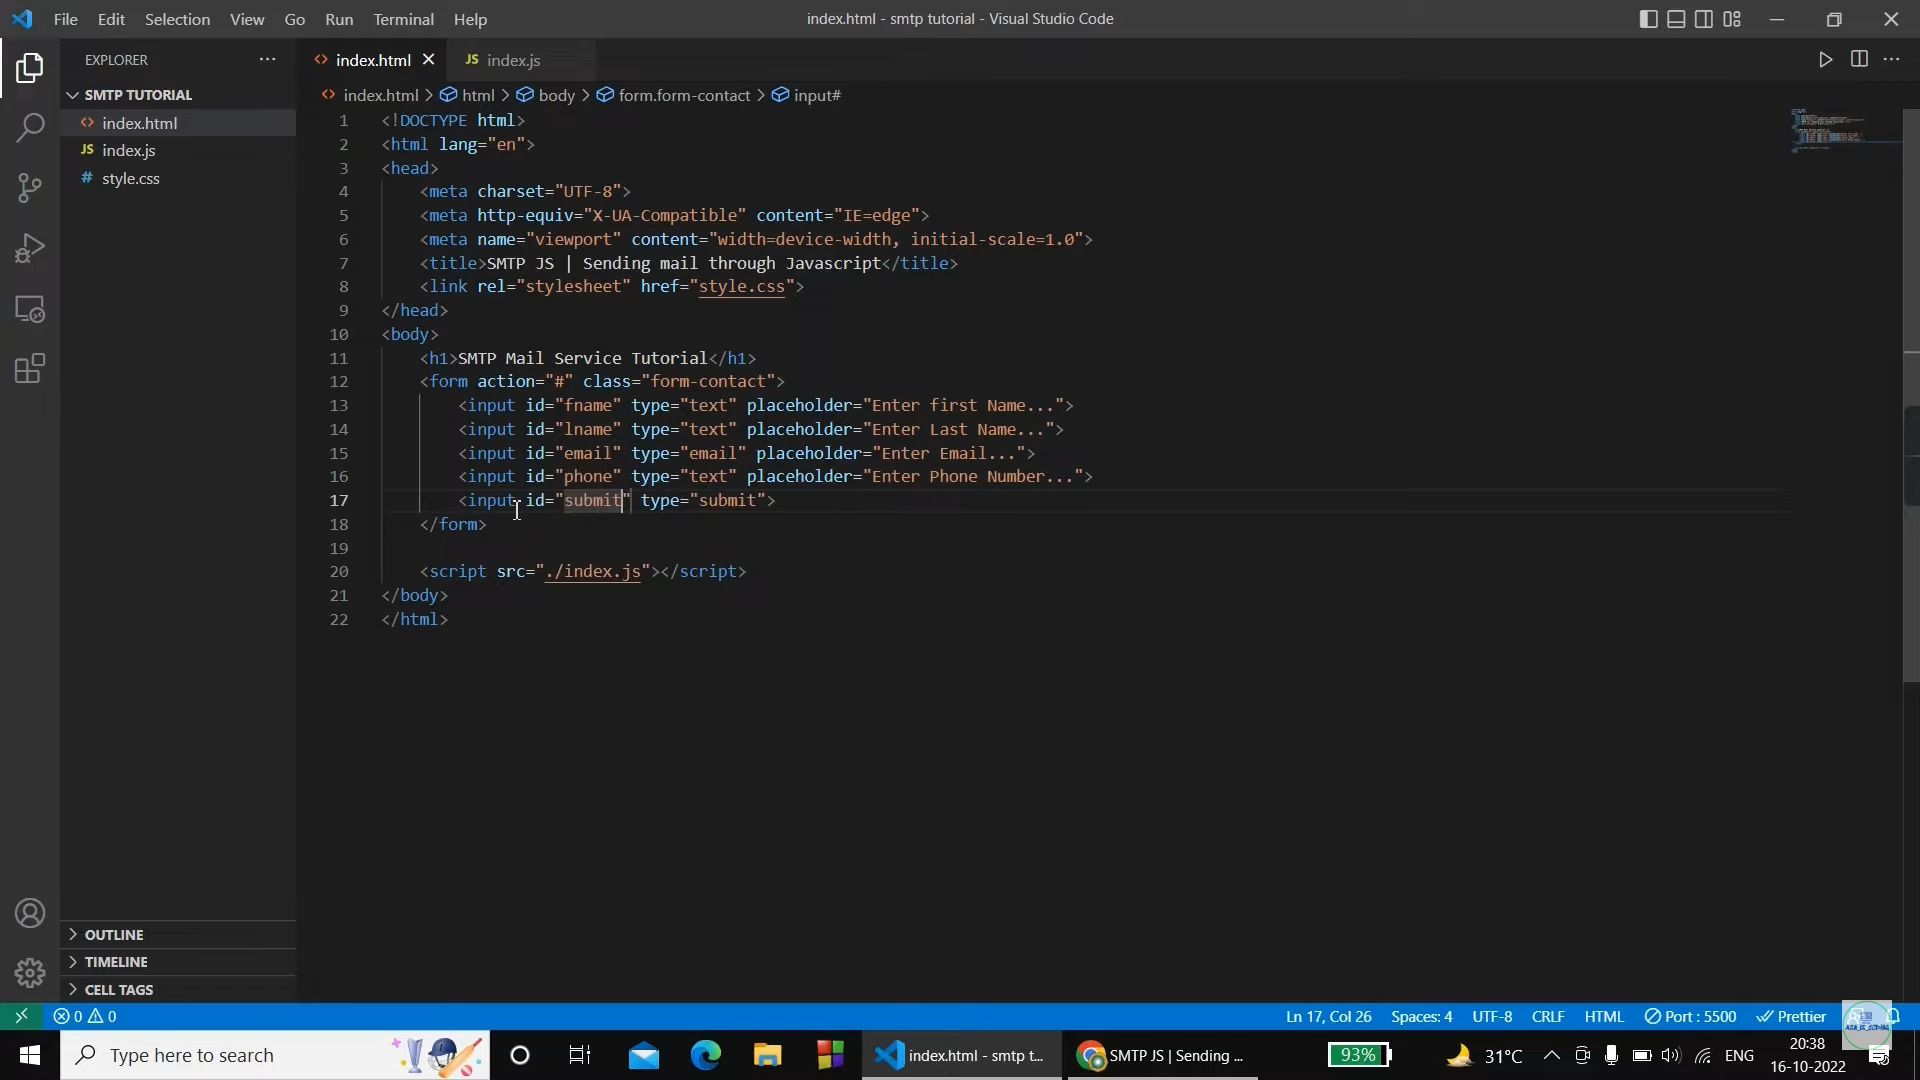 File Edit Selection View Go Run Terminal Help
index.html - smtp tutorial - Visual Studio Code
EXPLORER
SMTP TUTORIAL
index.html
JS index.js
# style.css
OUTLINE
TIMELINE
CELL TAGS
index.html
JS index.js
index.html > html > body > form.form-contact > input#
1 <!DOCTYPE html>
2 <html lang="en">
3 <head>
4 <meta charset="UTF-8">
5 <meta http-equiv="X-UA-Compatible" content="IE=edge">
6 <meta name="viewport" content="width=device-width, initial-scale=1.0">
7 <title>SMTP JS | Sending mail through Javascript</title>
8 <link rel="stylesheet" href="style.css">
9 </head>
10 <body>
11 <h1>SMTP Mail Service Tutorial</h1>
12 <form action="#" class="form-contact">
13 <input id="fname" type="text" placeholder="Enter first Name...">
14 <input id="lname" type="text" placeholder="Enter Last Name...">
15 <input id="email" type="email" placeholder="Enter Email...">
16 <input id="phone" type="text" placeholder="Enter Phone Number...">
17 <input id="submit" type="submit">
18 </form>
19
20 <script src="./index.js"></script>
21 </body>
22 </html>
0 0
Ln 17, Col 26 Spaces: 4 UTF-8 CRLF HTML Port : 5500 Prettier
Type here to search
index.html - smtp t...
SMTP JS | Sending ...
93%
31°C
ENG
20:38
16-10-2022